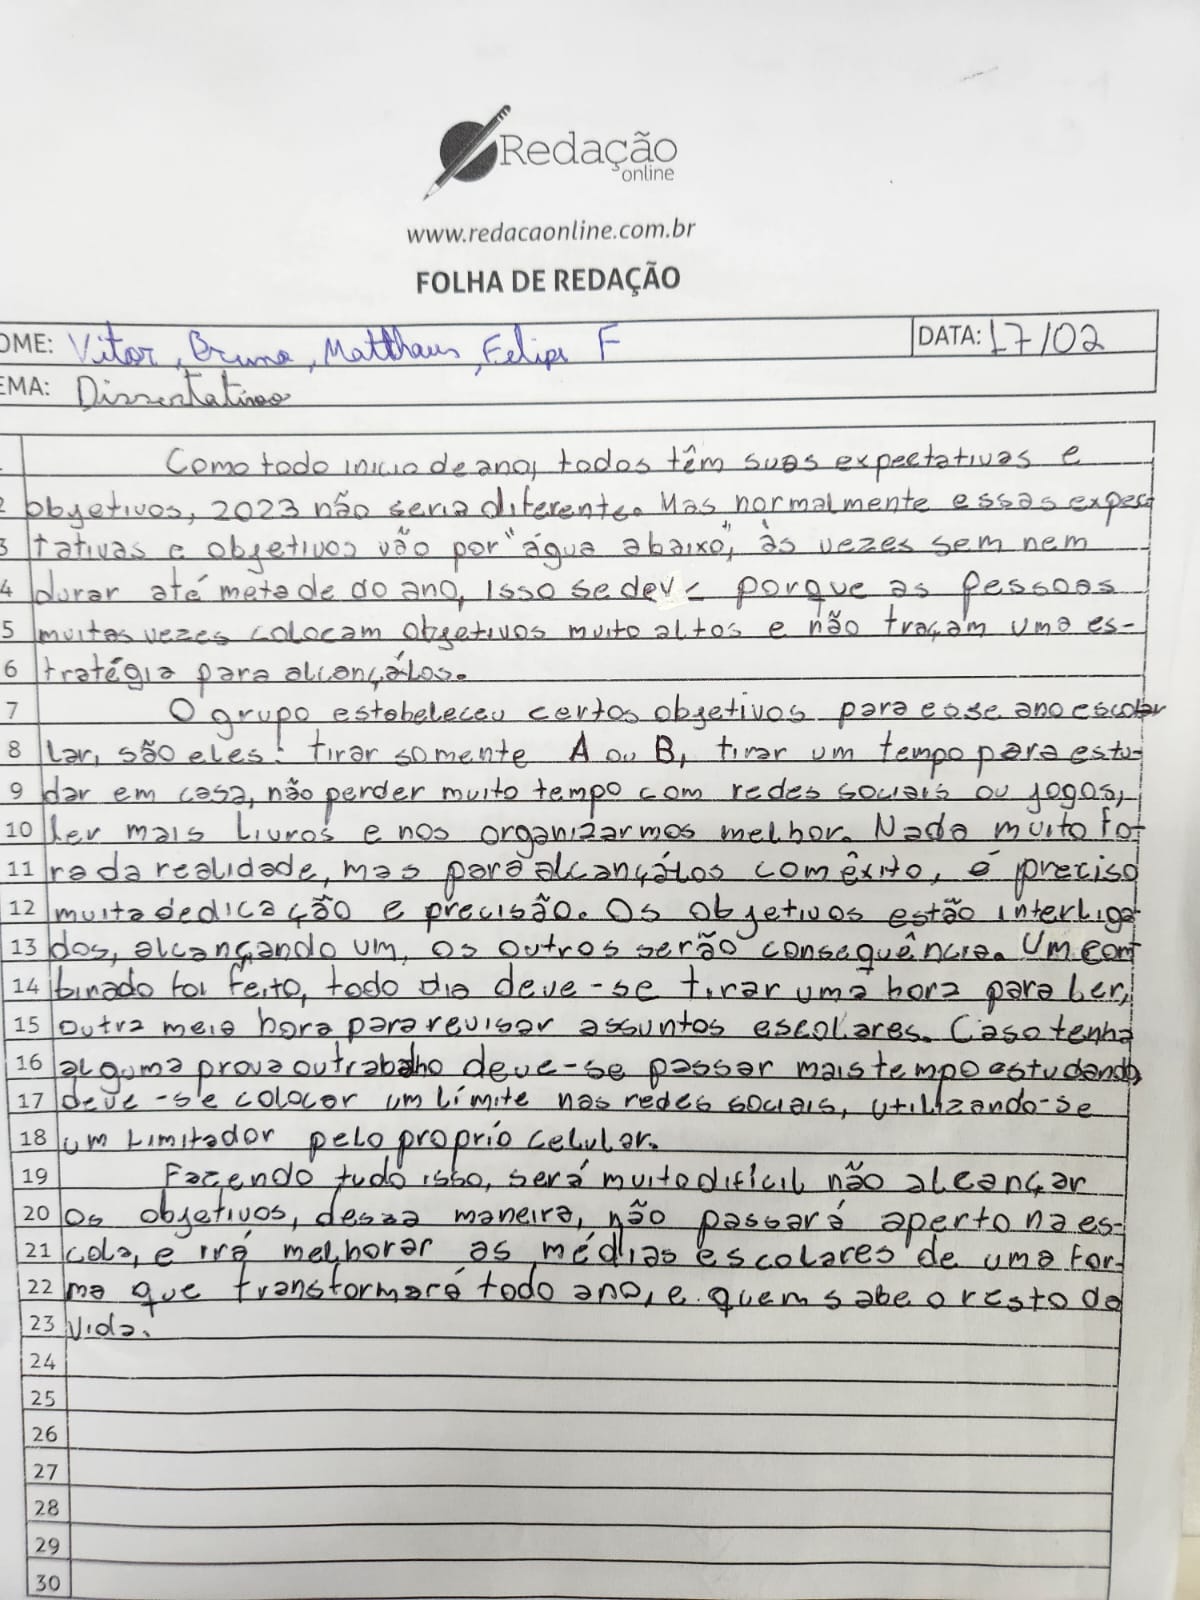 Redação
online
www.redacaonline.com.br
FOLHA DE REDAÇÃO
OME: Vitor, Bruno, Matthaus, Felipe F
DATA: 17/02
EMA: Dissertativo
Como todo inicio de ano, todos têm suas expectativas e
2 objetivos, 2023 não seria diferente. Mas normalmente essas expec
3 tativas e objetivos vão por "água abaixo", às vezes sem nem
4 durar até metade do ano, Isso se deve porque as pessoas
5 muitas vezes colocam objetivos muito altos e não traçam uma es-
6 tratégia para alcançálos.
7 O grupo estabeleceu certos objetivos para esse ano escolar
8 lar, são eles: tirar somente A ou B, tirar um tempo para estu-
9 dar em casa, não perder muito tempo com redes sociais ou jogos,
10 ler mais livros e nos organizarmos melhor. Nada muito fo-
11 ra da realidade, mas para alcançálos com êxito, é preciso
12 muita dedicação e precisão. Os objetivos estão interliga-
13 dos, alcançando um, os outros serão consequência. Um com
14 binado foi feito, todo dia deve-se tirar uma hora para ler,
15 outra meia hora para revisar assuntos escolares. Caso tenha
16 alguma prova ou trabalho deve-se passar mais tempo estudando,
17 deve-se colocar um límite nas redes sociais, utilizando-se
18 um limitador pelo proprio celular.
19 Fazendo tudo isso, será muito difícil não alcançar
20 os objetivos, dessa maneira, não passará aperto na es-
21 cola, e irá melhorar as médias escolares de uma for-
22 ma que transformará todo ano, e quem sabe o resto da
23 vida.
24
25
26
27
28
29
30